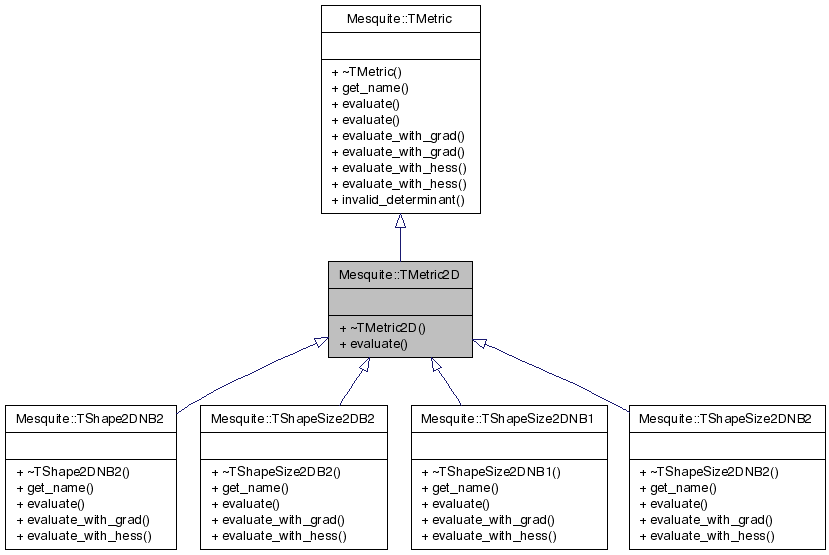 Mesquite::TMetric
+ ~TMetric()
+ get_name()
+ evaluate()
+ evaluate()
+ evaluate_with_grad()
+ evaluate_with_grad()
+ evaluate_with_hess()
+ evaluate_with_hess()
+ invalid_determinant()
Mesquite::TMetric2D
+ ~TMetric2D()
+ evaluate()
Mesquite::TShape2DNB2
+ ~TShape2DNB2()
+ get_name()
+ evaluate()
+ evaluate_with_grad()
+ evaluate_with_hess()
Mesquite::TShapeSize2DB2
+ ~TShapeSize2DB2()
+ get_name()
+ evaluate()
+ evaluate_with_grad()
+ evaluate_with_hess()
Mesquite::TShapeSize2DNB1
+ ~TShapeSize2DNB1()
+ get_name()
+ evaluate()
+ evaluate_with_grad()
+ evaluate_with_hess()
Mesquite::TShapeSize2DNB2
+ ~TShapeSize2DNB2()
+ get_name()
+ evaluate()
+ evaluate_with_grad()
+ evaluate_with_hess()